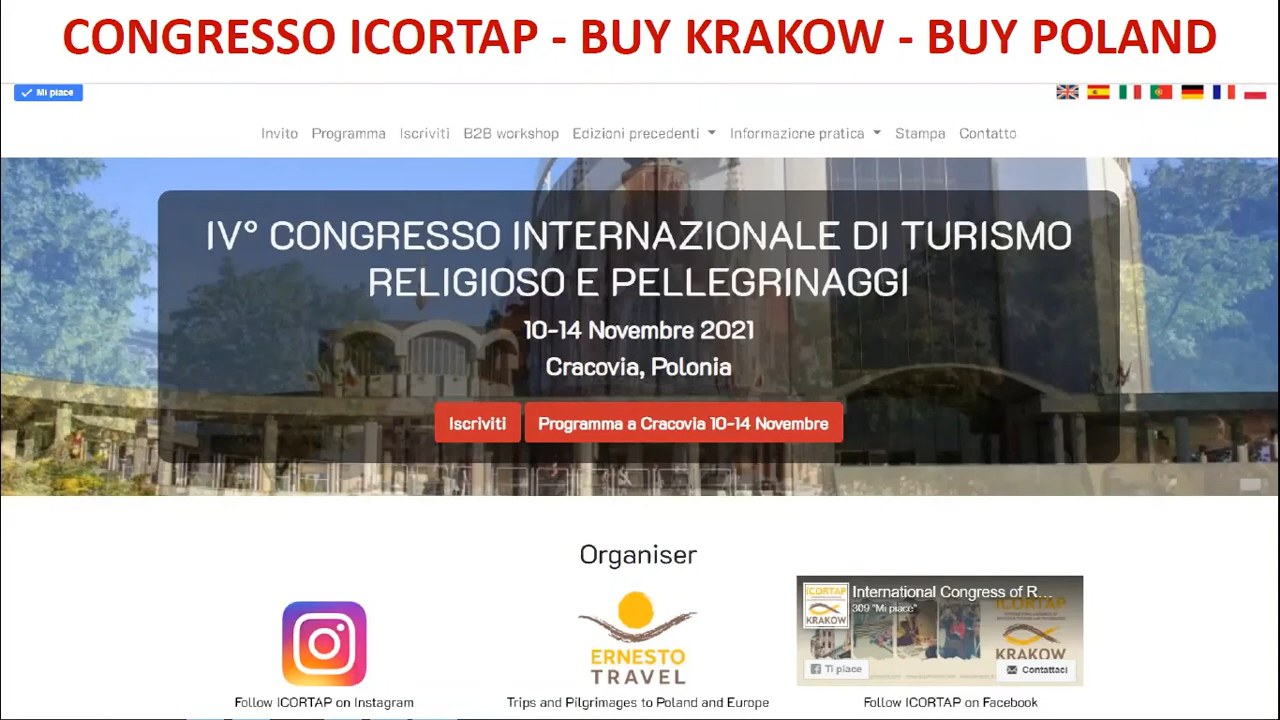 CONGRESSO ICORTAP - BUY KRAKOW - BUY POLAND
Mi piace
Invito Programma Iscriviti B2B workshop Edizioni precedenti Informazione pratica Stampa Contatto
IV° CONGRESSO INTERNAZIONALE DI TURISMO
RELIGIOSO E PELLEGRINAGGI
10-14 Novembre 2021
Cracovia, Polonia
Iscriviti Programma a Cracovia 10-14 Novembre
Organiser
ERNESTO
TRAVEL
ICORTAP
KRAKOW
International Congress of R...
309 "Mi piace"
ICORTAP
KRAKOW
Ti piace
Contattaci
Follow ICORTAP on Instagram
Trips and Pilgrimages to Poland and Europe
Follow ICORTAP on Facebook